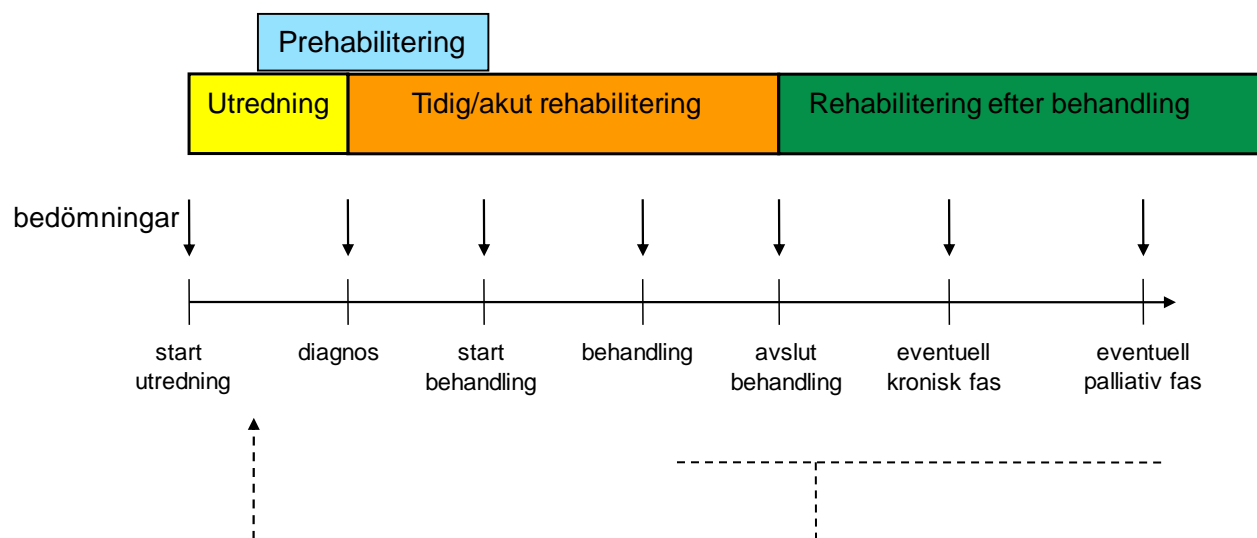 Prehabilitering
Utredning
Tidig/akut rehabilitering
Rehabilitering efter behandling
bedömningar
start
utredning
diagnos
start
behandling
behandling
avslut
behandling
eventuell
kronisk fas
eventuell
palliativ fas